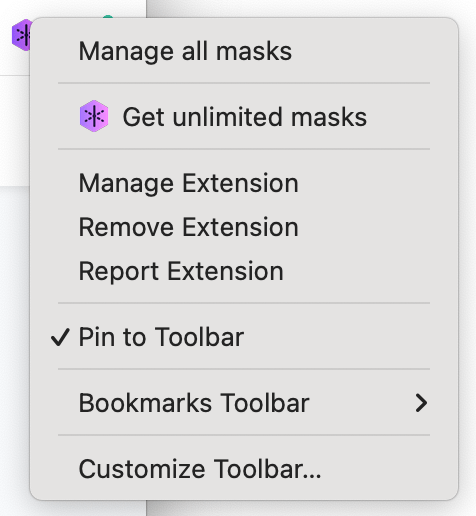 Manage all masks
Get unlimited masks
Manage Extension
Remove Extension
Report Extension
Pin to Toolbar
Bookmarks Toolbar
Customize Toolbar...